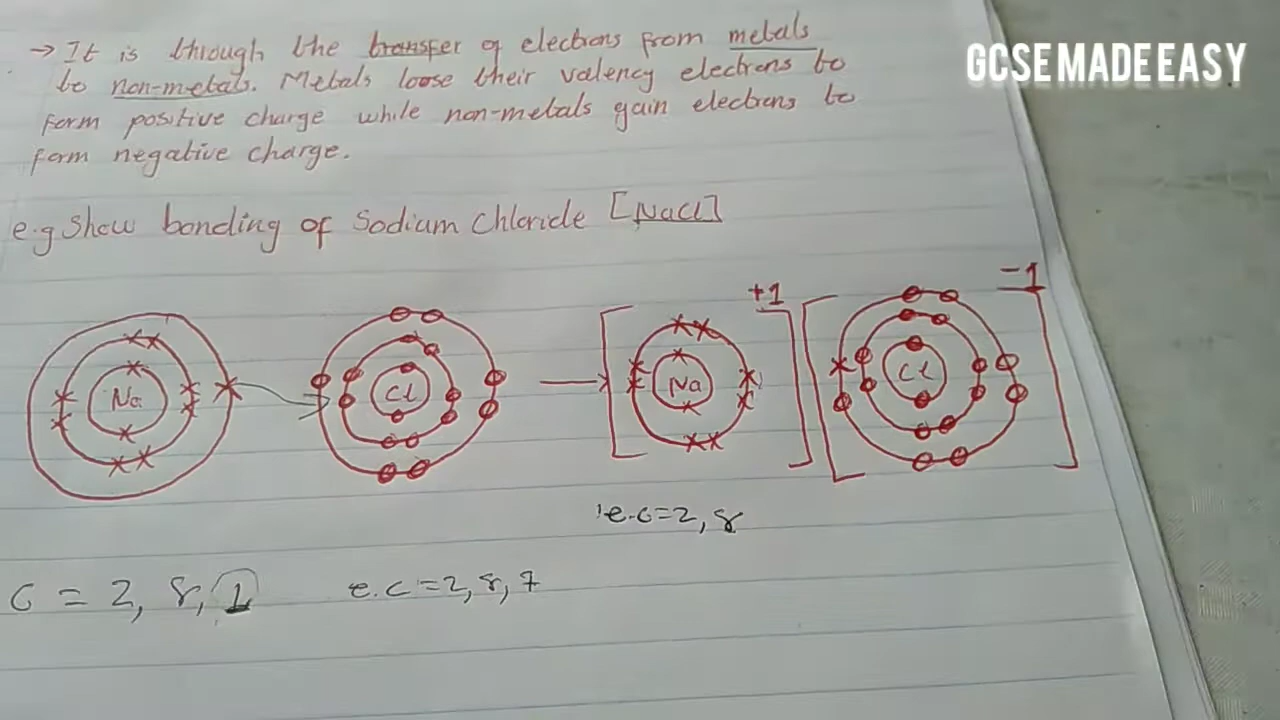 → It is through the transfer of electrons from metals
to non-metals. Metals loose their valency electrons to
form positive charge while non-metals gain electrons to
form negative charge.
GCSE MADE EASY
e.g Show bonding of Sodium Chloride [NaCl]
+1
-1
Na
Cl
Na
Cl
e.c=2,8
c = 2, 8, 1
e.c=2,8,7